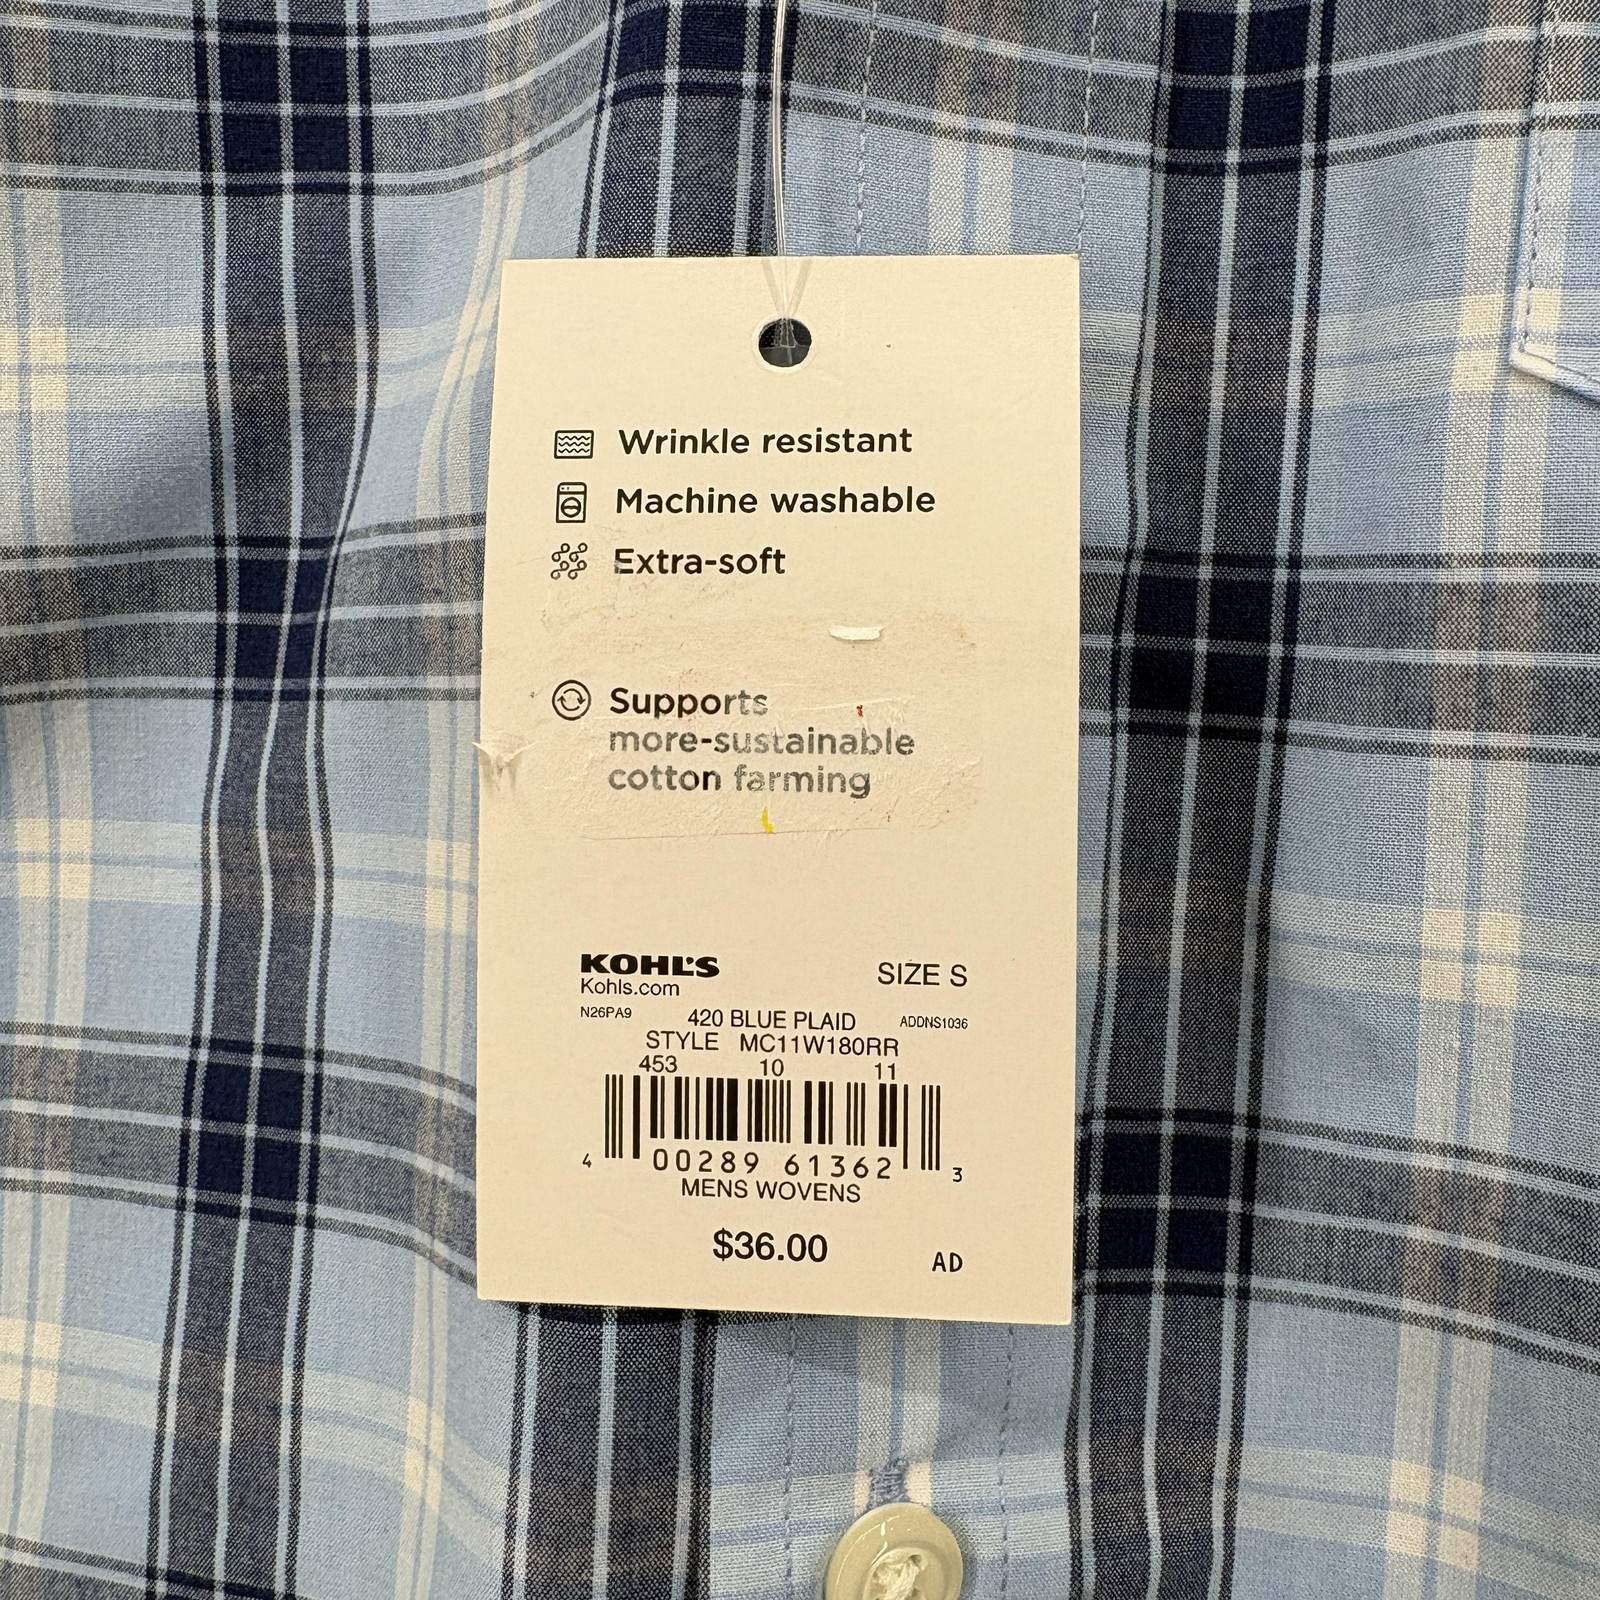 Wrinkle resistant
Machine washable
Extra-soft
Supports
more-sustainable
cotton farming
KOHL'S SIZE S
Kohls.com
N26PA9 420 BLUE PLAID ADDNS1036
STYLE MC11W180RR
453 10 11
4 00289 61362 3
MENS WOVENS
$36.00 AD